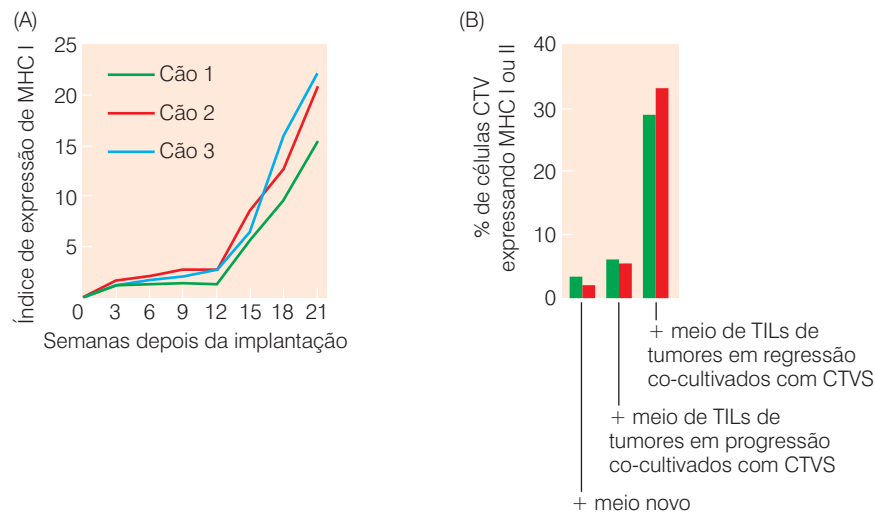 (A)
Índice de expressão de MHC I
25
20
15
10
5
Cão 1
Cão 2
Cão 3
0 3 6 9 12 15 18 21
Semanas depois da implantação
(B)
% de células CTV
expressando MHC I ou II
40
30
20
10
0
+ meio de TILs de
tumores em regressão
co-cultivados com CTVS
+ meio de TILs de
tumores em progressão
co-cultivados com CTVS
+ meio novo